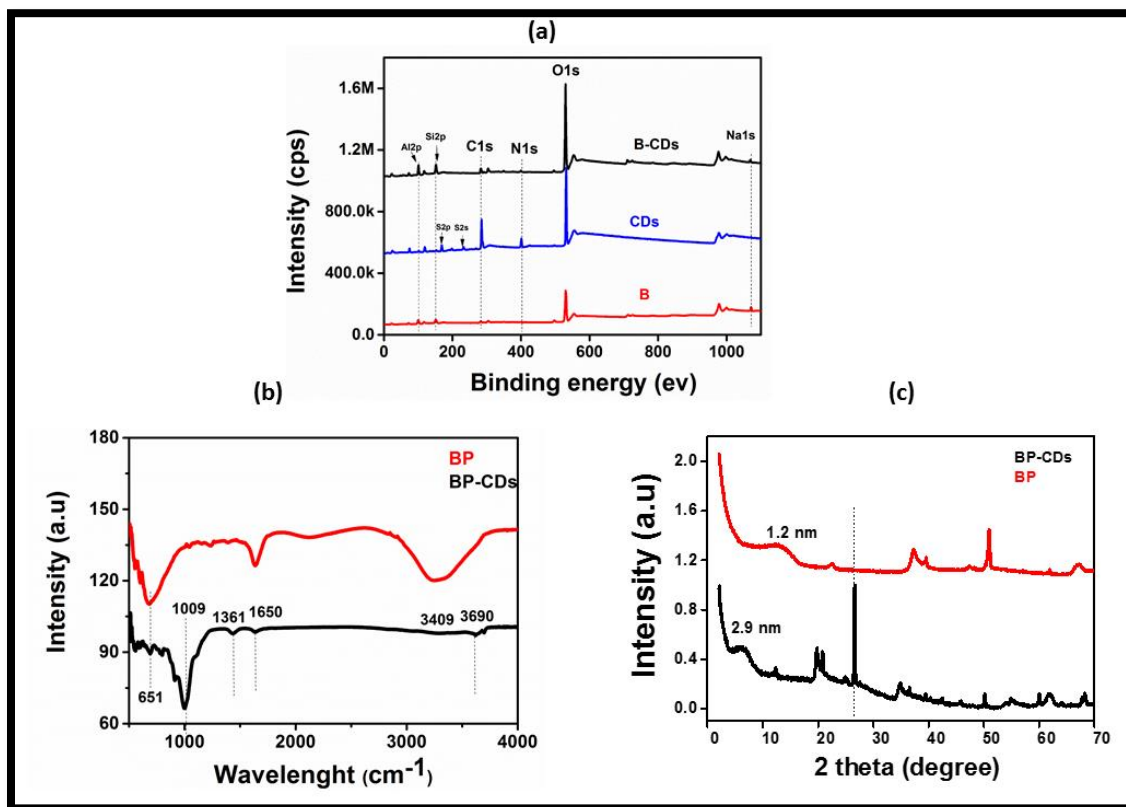 (a)
O1s
1.6M
Si2p
Al2p
C1s
N1s
Na1s
1.2M
B-CDs
Intensity (cps)
800.0k
CDs
S2p
S2s
400.0k
B
0.0
0 200 400 600 800 1000
Binding energy (ev)
(b)
(c)
180
BP
BP-CDs
150
Intensity (a.u)
120
1009
1361
1650
3409
3690
90
651
60
1000 2000 3000 4000
Wavelenght (cm-1)
BP-CDs
BP
2.0
1.6
1.2 nm
Intensity (a.u)
1.2
0.8
2.9 nm
0.4
0.0
0 10 20 30 40 50 60 70
2 theta (degree)